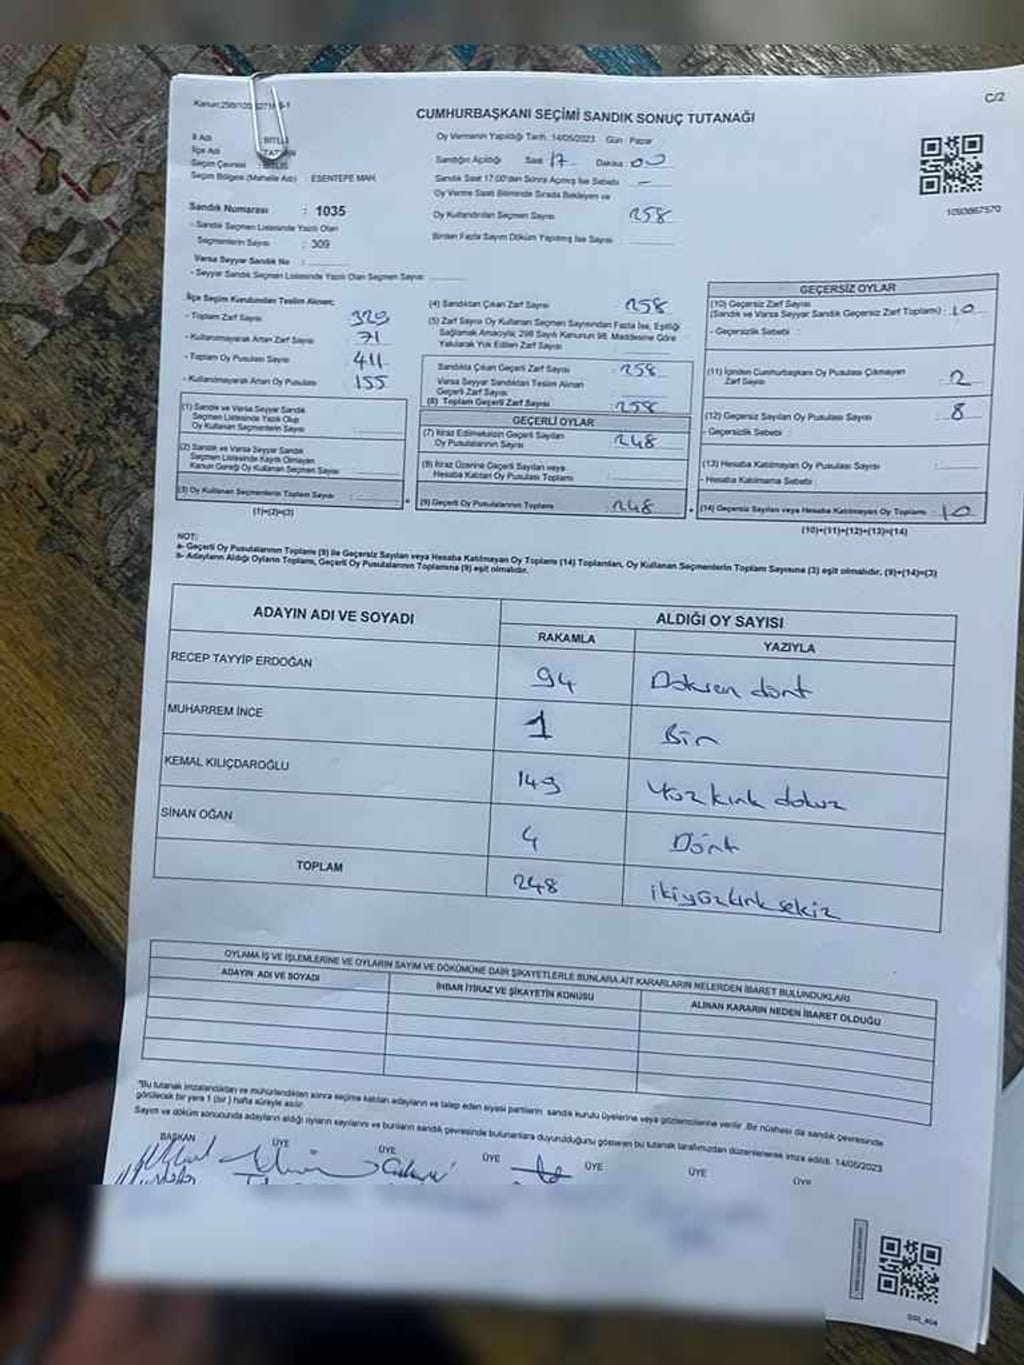 C/2
CUMHURBAŞKANI SEÇİMİ SANDIK SONUÇ TUTANAĞI
İl Adı
İlçe Adı
Seçim Çevresi
Seçim Bölgesi (Mahalle Adı) : ESENTEPE MAH.
Sandık Numarası : 1035
- Sandık Seçmen Listesinde Yazılı Olan
Seçmenlerin Sayısı : 309
Varsa Seyyar Sandık No :
- Seyyar Sandık Seçmen Listesinde Yazılı Olan Seçmen Sayısı:
Oy Vermenin Yapıldığı Tarih: 14/05/2023 Gün : Pazar
Sandığın Açıldığı Saat 17 Dakika: 00
Sandık Saat 17.00'dan Sonra Açılmış İse Sebebi : -
Oy Verme Saati Bitiminde Sırada Bekleyen ve :
Oy Kullandırılan Seçmen Sayısı 258
Birden Fazla Sayım Döküm Yapılmış İse Sayısı :
1090867570
İlçe Seçim Kurulundan Teslim Alınan;
- Toplam Zarf Sayısı : 329
- Kullanılmayarak Artan Zarf Sayısı : 71
- Toplam Oy Pusulası Sayısı : 411
- Kullanılmayarak Artan Oy Pusulası : 155
(1) Sandık ve Varsa Seyyar Sandık
Seçmen Listesinde Yazılı Olup
Oy Kullanan Seçmenlerin Sayısı :
(2) Sandık ve Varsa Seyyar Sandık
Seçmen Listesinde Kayıtlı Olmayan
Kanun Gereği Oy Kullanan Seçmen Sayısı:
(3) Oy Kullanan Seçmenlerin Toplam Sayısı :
(1)+(2)=(3)
(4) Sandıktan Çıkan Zarf Sayısı : 258
(5) Zarf Sayısı Oy Kullanan Seçmen Sayısından Fazla İse, Eşitliği
Sağlamak Amacıyla; 298 Sayılı Kanunun 98. Maddesine Göre
Yakılarak Yok Edilen Zarf Sayısı :
Sandıkta Çıkan Geçerli Zarf Sayısı : 258
Varsa Seyyar Sandıktan Teslim Alınan
Geçerli Zarf Sayısı :
(6) Toplam Geçerli Zarf Sayısı : 258
GEÇERLİ OYLAR
(7) İtiraz Edilmeksizin Geçerli Sayılan
Oy Pusulalarının Sayısı : 248
(8) İtiraz Üzerine Geçerli Sayılan veya
Hesaba Katılan Oy Pusulası Toplamı :
(9) Geçerli Oy Pusulalarının Toplamı : 248
GEÇERSİZ OYLAR
(10) Geçersiz Zarf Sayısı
(Sandık ve Varsa Seyyar Sandık Geçersiz Zarf Toplamı) : 10
- Geçersizlik Sebebi :
(11) İçinden Cumhurbaşkanı Oy Pusulası Çıkmayan
Zarf Sayısı : 2
(12) Geçersiz Sayılan Oy Pusulası Sayısı : 8
- Geçersizlik Sebebi :
(13) Hesaba Katılmayan Oy Pusulası Sayısı :
- Hesaba Katılmama Sebebi :
(14) Geçersiz Sayılan veya Hesaba Katılmayan Oy Toplamı : 10
(10)+(11)+(12)+(13)=(14)
NOT:
a- Geçerli Oy Pusulalarının Toplamı (9) ile Geçersiz Sayılan veya Hesaba Katılmayan Oy Toplamı (14) Toplamları, Oy Kullanan Seçmenlerin Toplam Sayısına (3) eşit olmalıdır. (9)+(14)=(3)
b- Adayların Aldığı Oyların Toplamı, Geçerli Oy Pusulalarının Toplamına (9) eşit olmalıdır.
ADAYIN ADI VE SOYADI ALDIĞI OY SAYISI
RAKAMLA YAZIYLA
RECEP TAYYİP ERDOĞAN 94 Doksan dört
MUHARREM İNCE 1 Bir
KEMAL KILIÇDAROĞLU 149 Yüz kırk dokuz
SİNAN OĞAN 4 Dört
TOPLAM 248 ikiyüzkırk sekiz
OYLAMA İŞ VE İŞLEMLERİNE VE OYLARIN SAYIM VE DÖKÜMÜNE DAİR ŞİKAYETLERLE BUNLARA AİT KARARLARIN NELERDEN İBARET BULUNDUKLARI
ADAYIN ADI VE SOYADI İHBAR İTİRAZ VE ŞİKAYETİN KONUSU ALINAN KARARIN NEDEN İBARET OLDUĞU
*Bu tutanak imzalandıktan ve mühürlendikten sonra seçime katılan adayların ve talep eden siyasi partilerin sandık kurulu üyelerine veya gözlemcilerine verilir. Bir nüshası da sandık çevresinde
görülecek bir yere 1 (bir) hafta süreyle asılır.
Sayım ve döküm sonucunda adayların aldığı oyların sayılarını ve bunların sandık çevresinde bulunanlara duyurulduğunu gösteren bu tutanak tarafımızdan düzenlenerek imza edildi. 14/05/2023
BAŞKAN ÜYE ÜYE ÜYE ÜYE ÜYE ÜYE